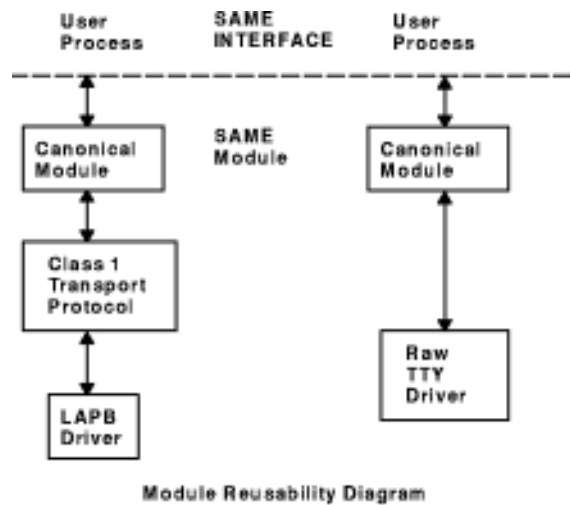 User
Process
SAME
INTERFACE
User
Process
Canonical
Module
SAME
Module
Canonical
Module
Class 1
Transport
Protocol
Raw
TTY
Driver
LAPB
Driver
Module Reusability Diagram